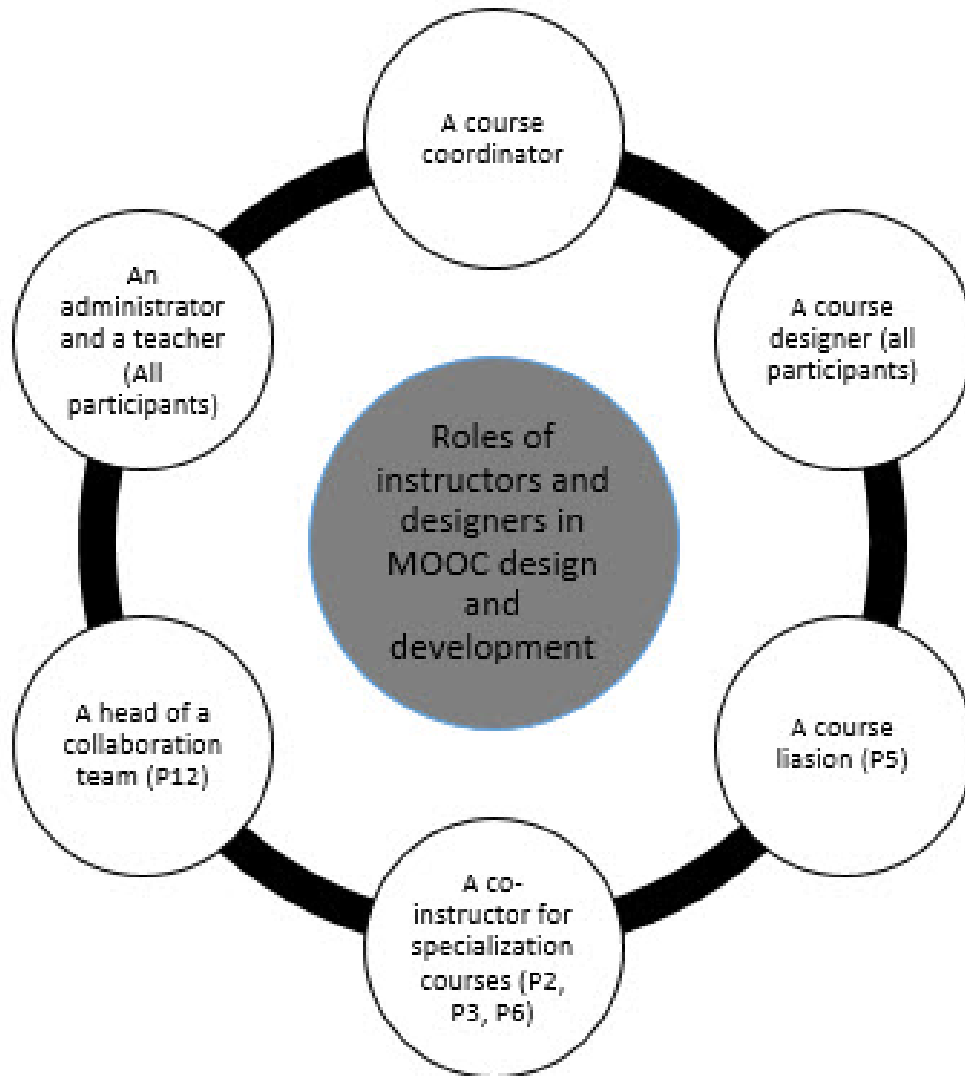 A course
coordinator
A course
designer (all
participants)
A course
liasion (P5)
A co-
instructor for
specialization
courses (P2,
P3, P6)
A head of a
collaboration
team (P12)
An
administrator
and a teacher
(All
participants)
Roles of
instructors and
designers in
MOOC design
and
development